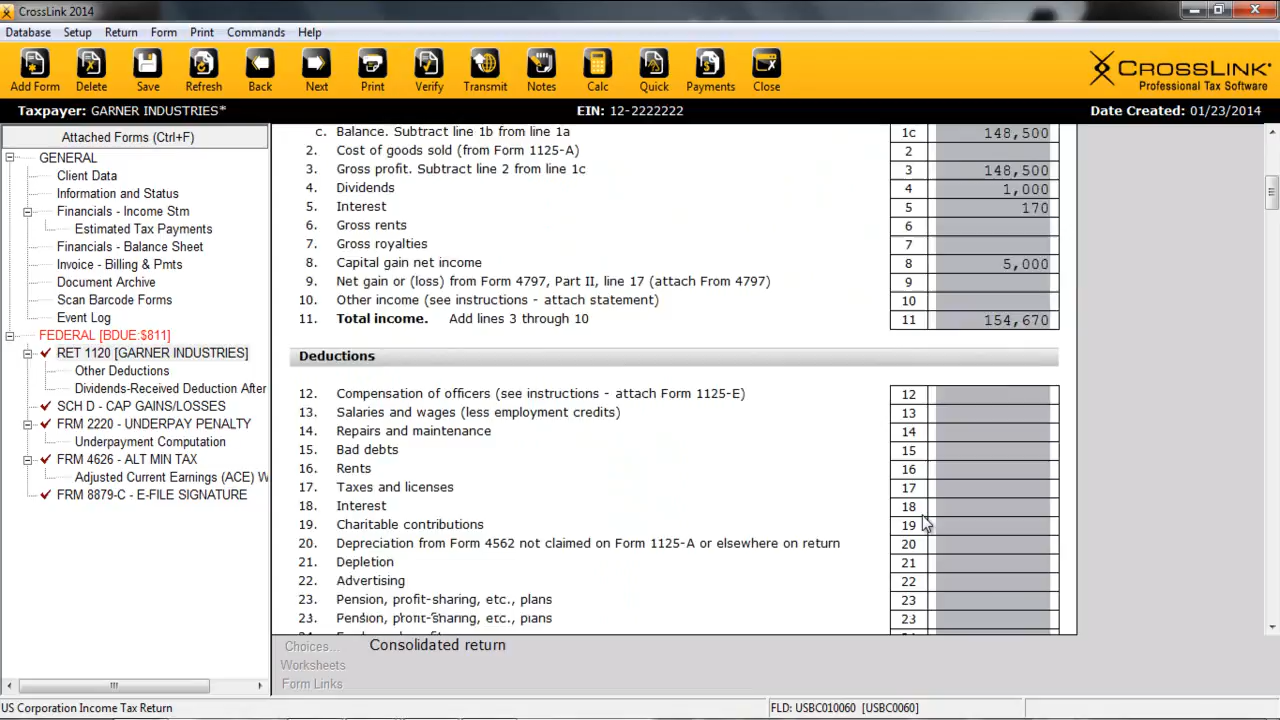 CrossLink 2014
Database Setup Return Form Print Commands Help
Add Form Delete Save Refresh Back Next Print Verify Transmit Notes Calc Quick Payments Close
CROSSLINK
Professional Tax Software
Taxpayer: GARNER INDUSTRIES* EIN: 12-2222222 Date Created: 01/23/2014
Attached Forms (Ctrl+F)
GENERAL
Client Data
Information and Status
Financials - Income Stm
Estimated Tax Payments
Financials - Balance Sheet
Invoice - Billing & Pmts
Document Archive
Scan Barcode Forms
Event Log
FEDERAL [BDUE:$811]
RET 1120 [GARNER INDUSTRIES]
Other Deductions
Dividends-Received Deduction After
SCH D - CAP GAINS/LOSSES
FRM 2220 - UNDERPAY PENALTY
Underpayment Computation
FRM 4626 - ALT MIN TAX
Adjusted Current Earnings (ACE) W
FRM 8879-C - E-FILE SIGNATURE
c. Balance. Subtract line 1b from line 1a 1c 148,500
2. Cost of goods sold (from Form 1125-A) 2
3. Gross profit. Subtract line 2 from line 1c 3 148,500
4. Dividends 4 1,000
5. Interest 5 170
6. Gross rents 6
7. Gross royalties 7
8. Capital gain net income 8 5,000
9. Net gain or (loss) from Form 4797, Part II, line 17 (attach From 4797) 9
10. Other income (see instructions - attach statement) 10
11. Total income. Add lines 3 through 10 11 154,670
Deductions
12. Compensation of officers (see instructions - attach Form 1125-E) 12
13. Salaries and wages (less employment credits) 13
14. Repairs and maintenance 14
15. Bad debts 15
16. Rents 16
17. Taxes and licenses 17
18. Interest 18
19. Charitable contributions 19
20. Depreciation from Form 4562 not claimed on Form 1125-A or elsewhere on return 20
21. Depletion 21
22. Advertising 22
23. Pension, profit-sharing, etc., plans 23
23. Pension, profit-sharing, etc., plans 23
Choices... Consolidated return
Worksheets
Form Links
US Corporation Income Tax Return FLD: USBC010060 [USBC0060]